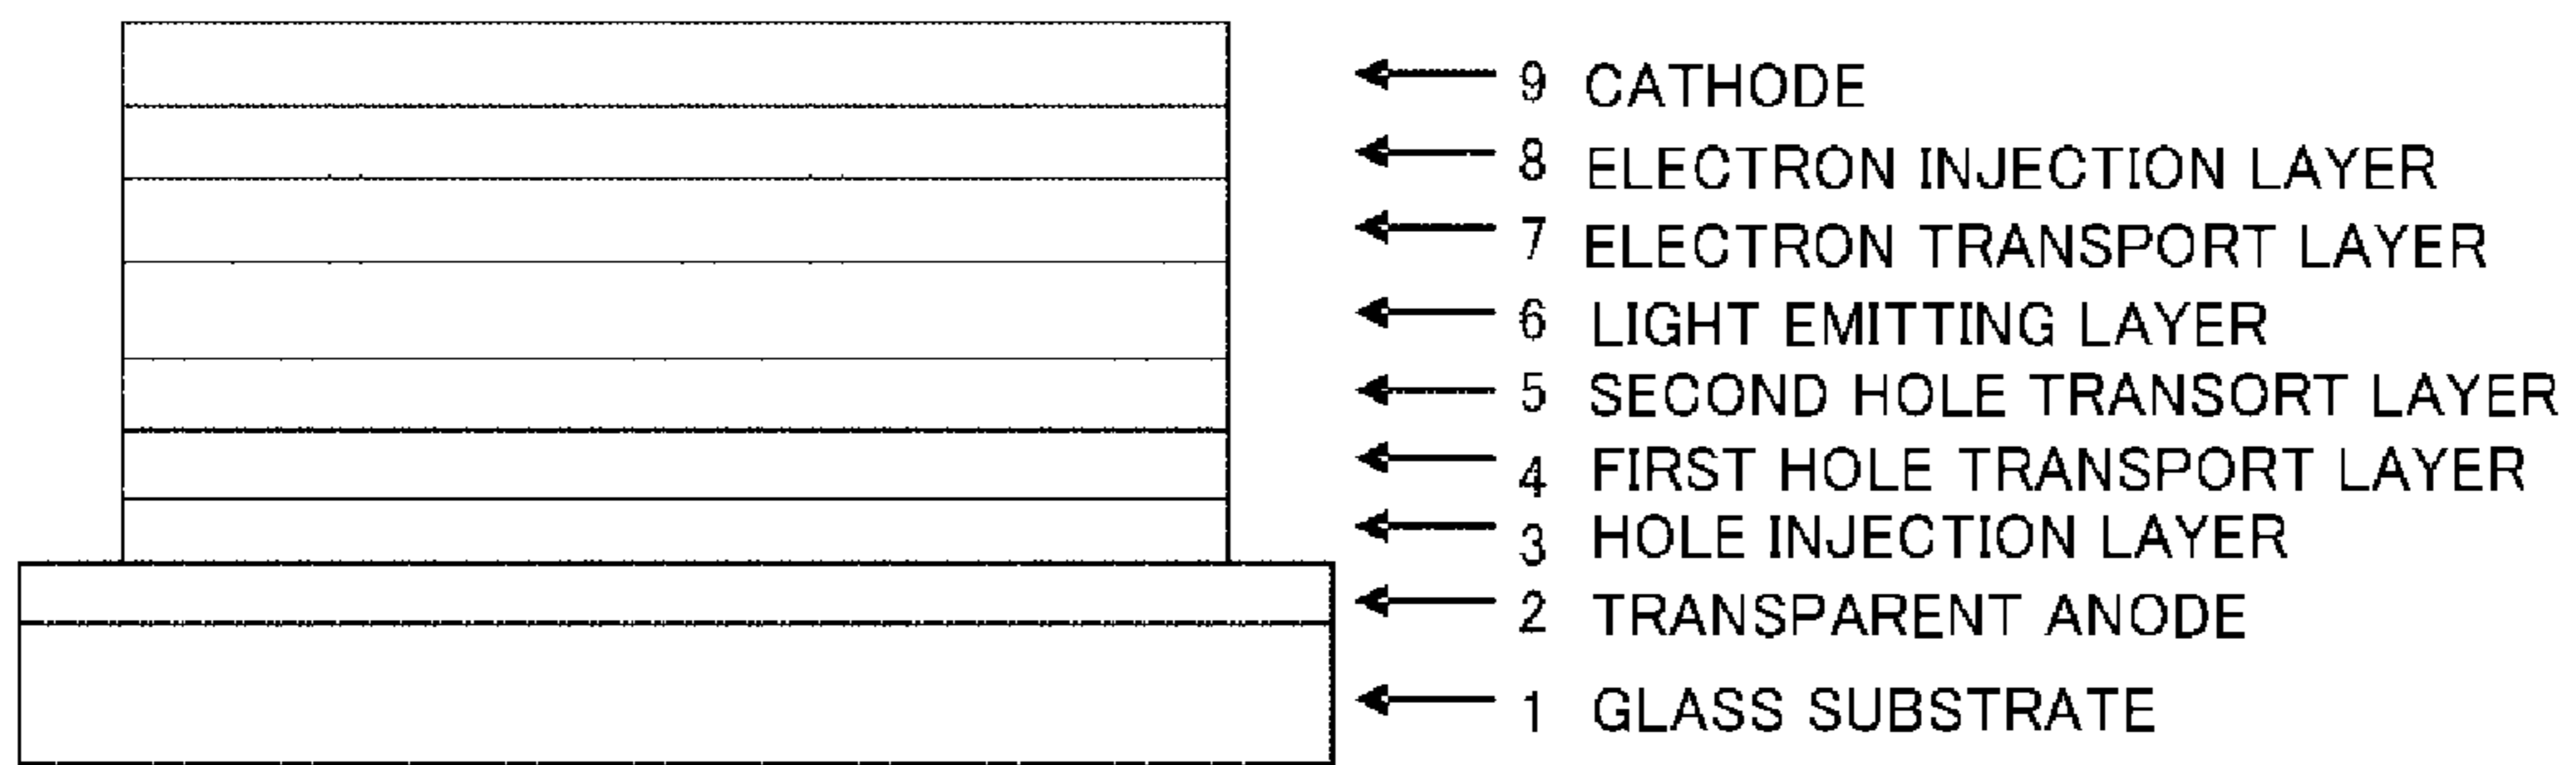 9 CATHODE
8 ELECTRON INJECTION LAYER
7 ELECTRON TRANSPORT LAYER
6 LIGHT EMITTING LAYER
5 SECOND HOLE TRANSORT LAYER
4 FIRST HOLE TRANSPORT LAYER
3 HOLE INJECTION LAYER
2 TRANSPARENT ANODE
1 GLASS SUBSTRATE